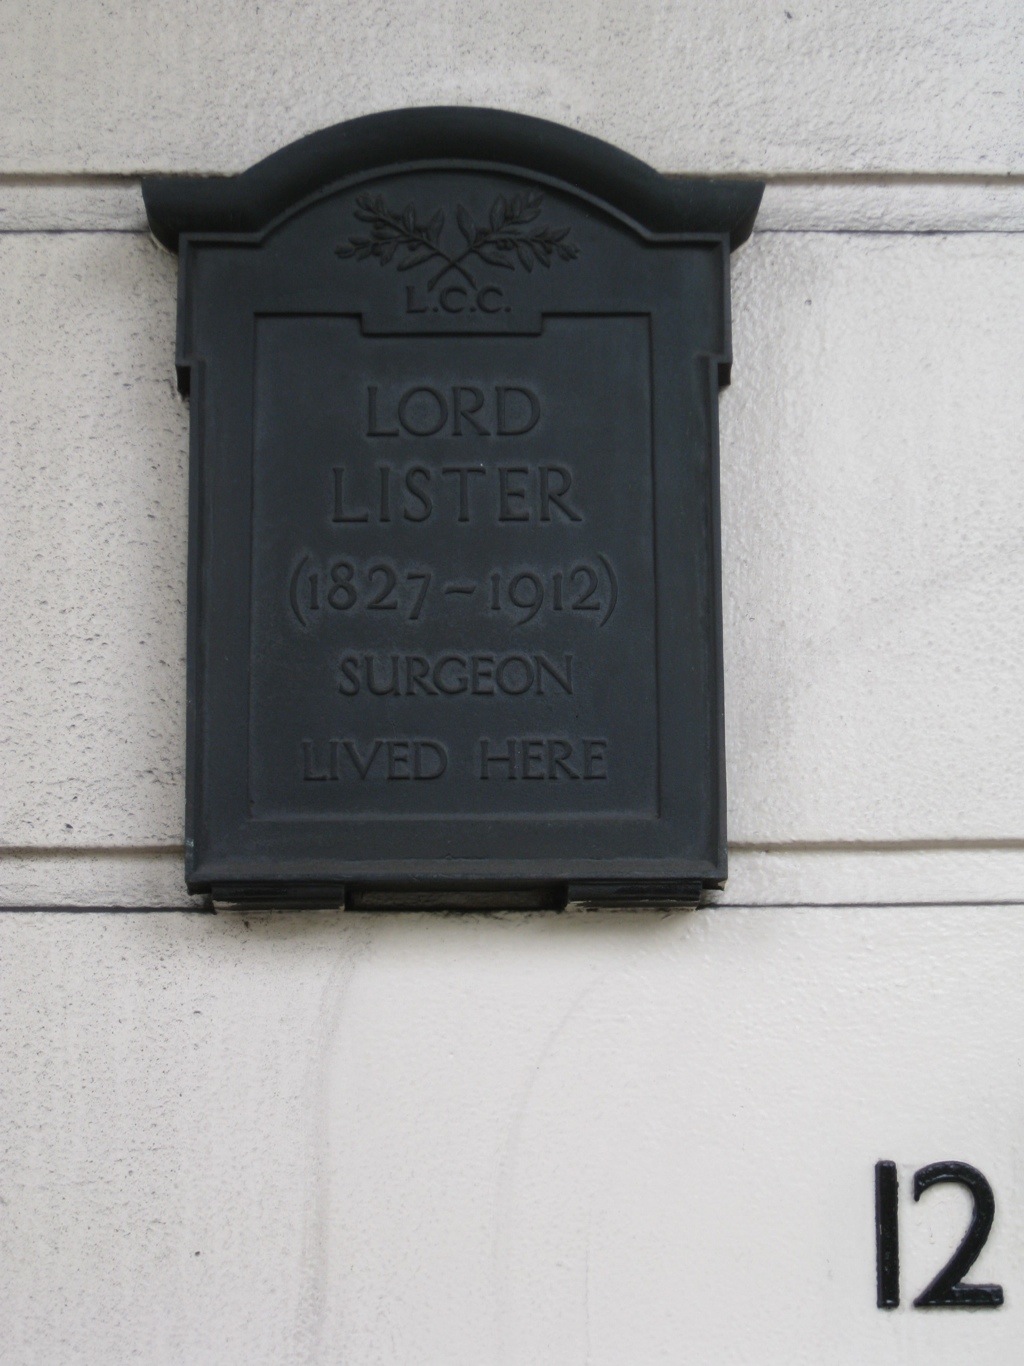 L.C.C.
LORD
LISTER
(1827-1912)
SURGEON
LIVED HERE
12